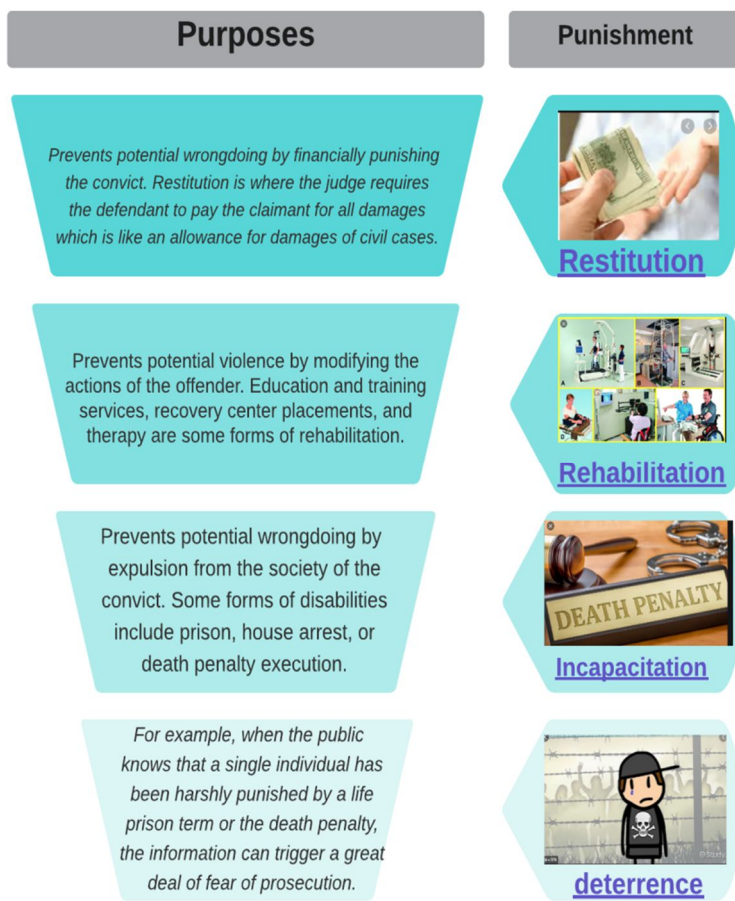 Purposes
Punishment
Prevents potential wrongdoing by financially punishing
the convict. Restitution is where the judge requires
the defendant to pay the claimant for all damages
which is like an allowance for damages of civil cases.
Restitution
Prevents potential violence by modifying the
actions of the offender. Education and training
services, recovery center placements, and
therapy are some forms of rehabilitation.
A
B
C
D
Rehabilitation
Prevents potential wrongdoing by
expulsion from the society of the
convict. Some forms of disabilities
include prison, house arrest, or
death penalty execution.
DEATH PENALTY
Incapacitation
For example, when the public
knows that a single individual has
been harshly punished by a life
prison term or the death penalty,
the information can trigger a great
deal of fear of prosecution.
© Study
deterrence